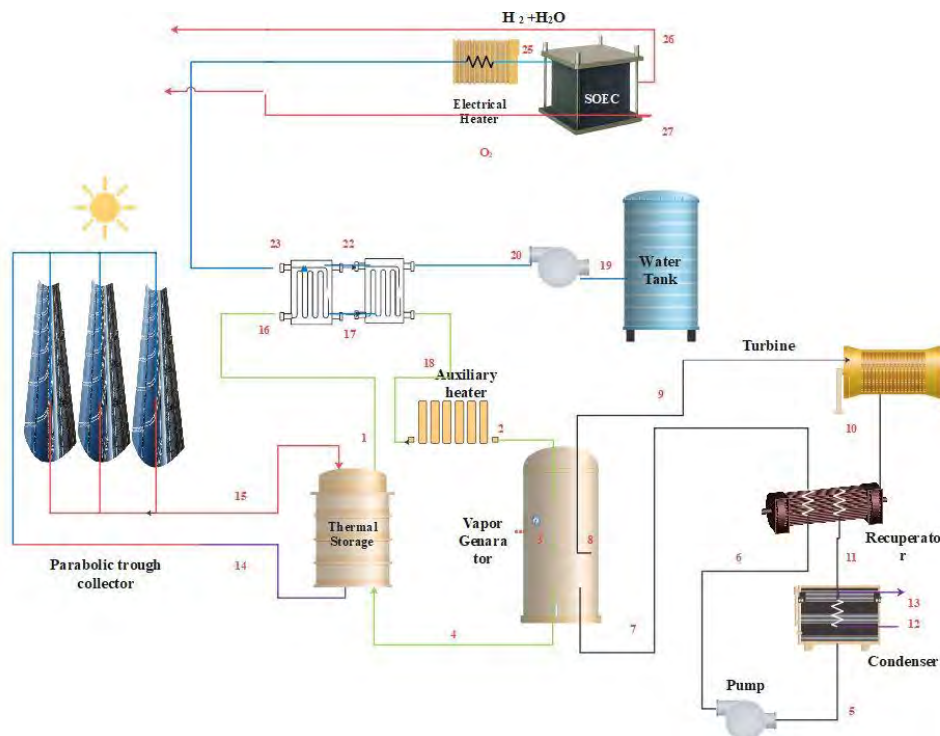 H 2 +H2O
26
25
SOEC
Electrical
Heater
27
O2
23
22
20
19
Water
Tank
16
17
18
Turbine
Auxiliary
heater
9
1
2
10
15
Thermal
Storage
Vapor
Genara
tor
3
8
Recuperato
r
14
Parabolic trough
collector
6
11
13
12
4
7
Condenser
Pump
5